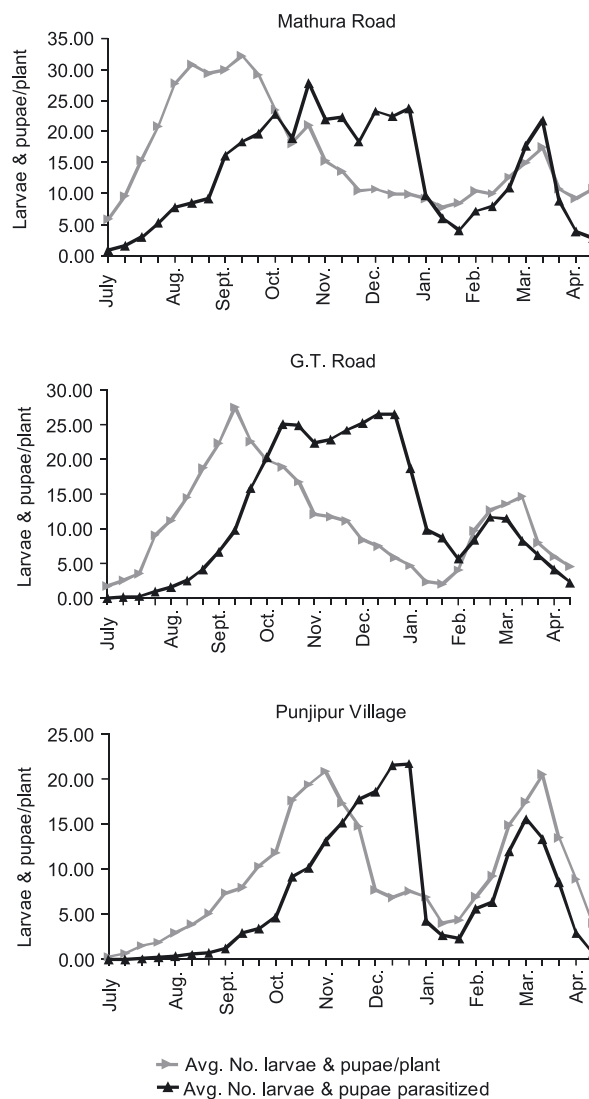 Mathura Road
Larvae & pupae/plant
35.00
30.00
25.00
20.00
15.00
10.00
5.00
0.00
July Aug. Sept. Oct. Nov. Dec. Jan. Feb. Mar. Apr.
G.T. Road
Larvae & pupae/plant
30.00
25.00
20.00
15.00
10.00
5.00
0.00
July Aug. Sept. Oct. Nov. Dec. Jan. Feb. Mar. Apr.
Punjipur Village
Larvae & pupae/plant
25.00
20.00
15.00
10.00
5.00
0.00
July Aug. Sept. Oct. Nov. Dec. Jan. Feb. Mar. Apr.
Avg. No. larvae & pupae/plant
Avg. No. larvae & pupae parasitized